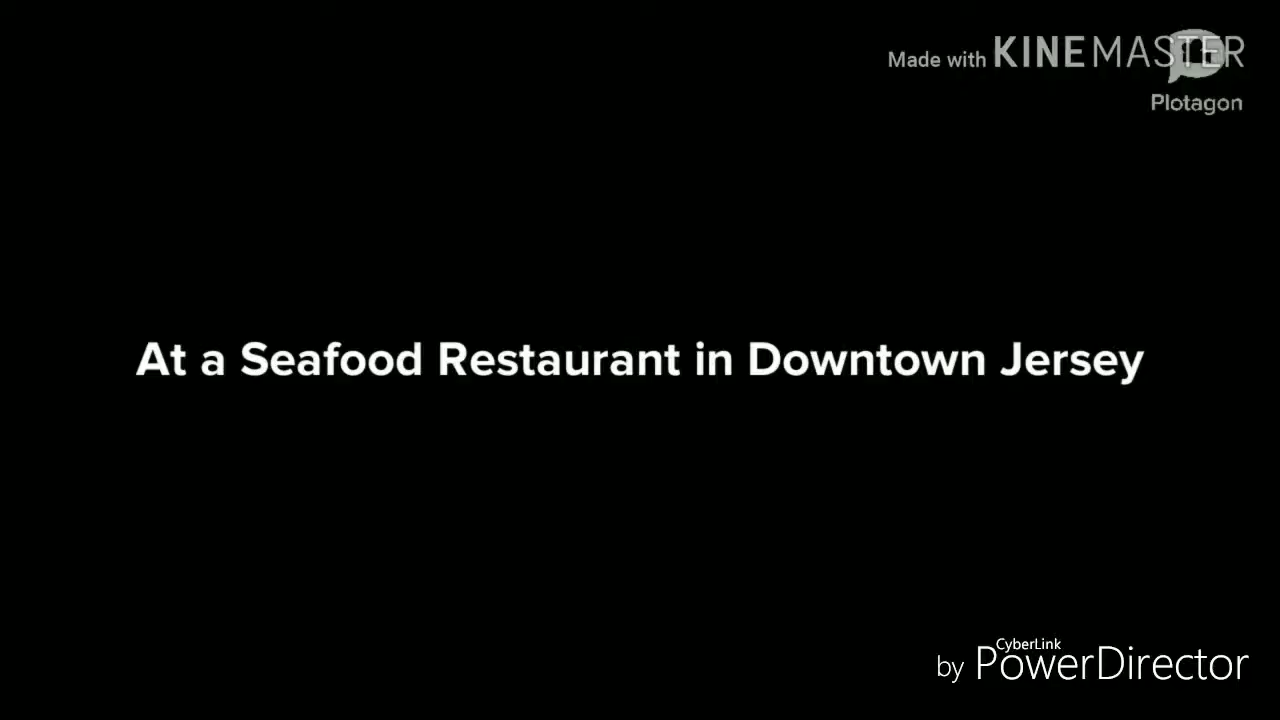 Made with KINEMASTER
Plotagon
At a Seafood Restaurant in Downtown Jersey
CyberLink
by PowerDirector